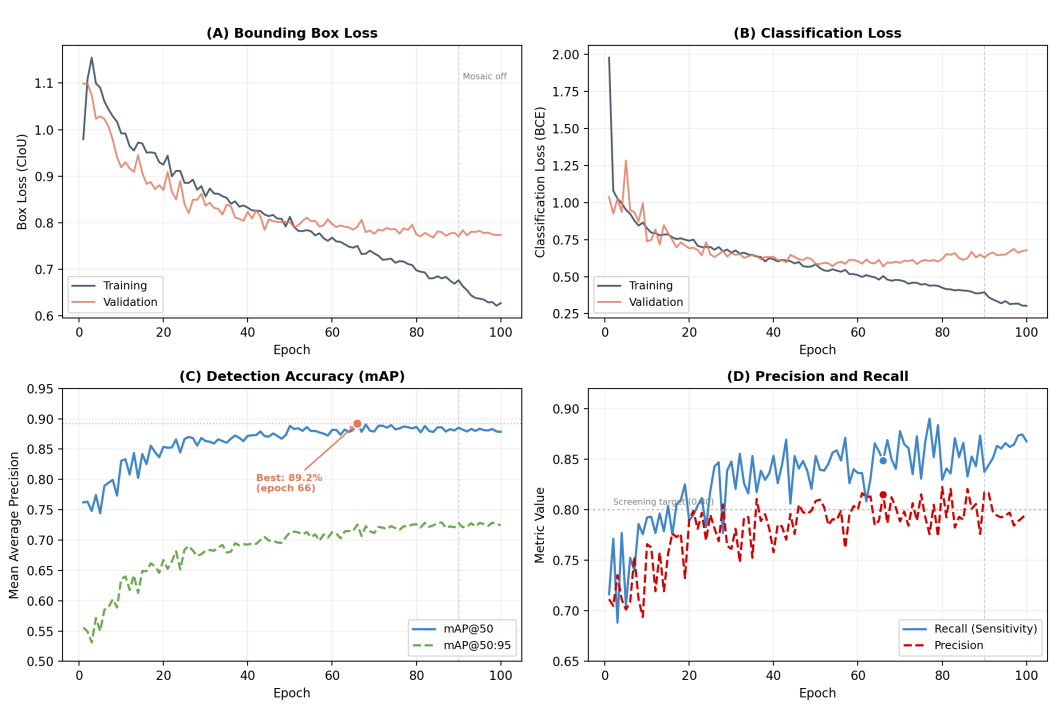 (A) Bounding Box Loss
Box Loss (CIoU)
1.1
1.0
0.9
0.8
0.7
0.6
Mosaic off
Training
Validation
0 20 40 60 80 100
Epoch
(B) Classification Loss
Classification Loss (BCE)
2.00
1.75
1.50
1.25
1.00
0.75
0.50
0.25
Training
Validation
0 20 40 60 80 100
Epoch
(C) Detection Accuracy (mAP)
Mean Average Precision
0.95
0.90
0.85
0.80
0.75
0.70
0.65
0.60
0.55
0.50
Best: 89.2%
(epoch 66)
mAP@50
mAP@50:95
0 20 40 60 80 100
Epoch
(D) Precision and Recall
Metric Value
0.90
0.85
0.80
0.75
0.70
0.65
Screening target
Recall (Sensitivity)
Precision
0 20 40 60 80 100
Epoch